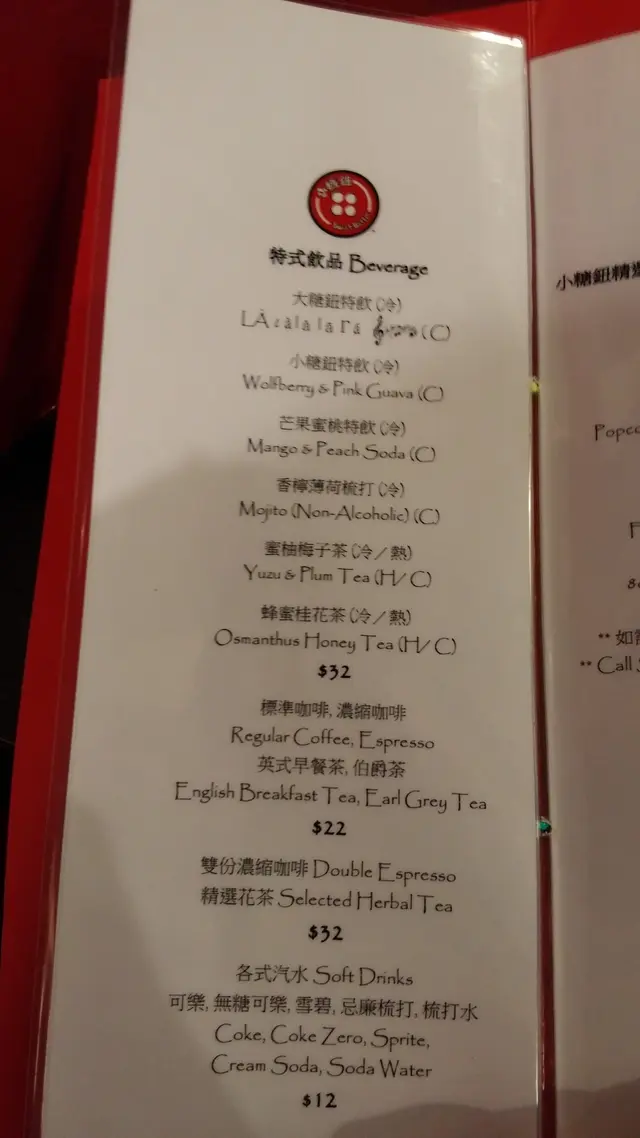 特式飲品 Beverage
大糖鈕特飲 (冷)
(C)
小糖鈕特飲 (冷)
Wolfberry & Pink Guava (C)
芒果蜜桃特飲 (冷)
Mango & Peach Soda (C)
香檸薄荷梳打 (冷)
Mojito (Non-Alcoholic) (C)
蜜柚梅子茶 (冷／熱)
Yuzu & Plum Tea (H/ C)
蜂蜜桂花茶 (冷／熱)
Osmanthus Honey Tea (H/ C)
$32
標準咖啡, 濃縮咖啡
Regular Coffee, Espresso
英式早餐茶, 伯爵茶
English Breakfast Tea, Earl Grey Tea
$22
雙份濃縮咖啡 Double Espresso
精選花茶 Selected Herbal Tea
$32
各式汽水 Soft Drinks
可樂, 無糖可樂, 雪碧, 忌廉梳打, 梳打水
Coke, Coke Zero, Sprite,
Cream Soda, Soda Water
$12
小糖鈕精
** 如
** Call